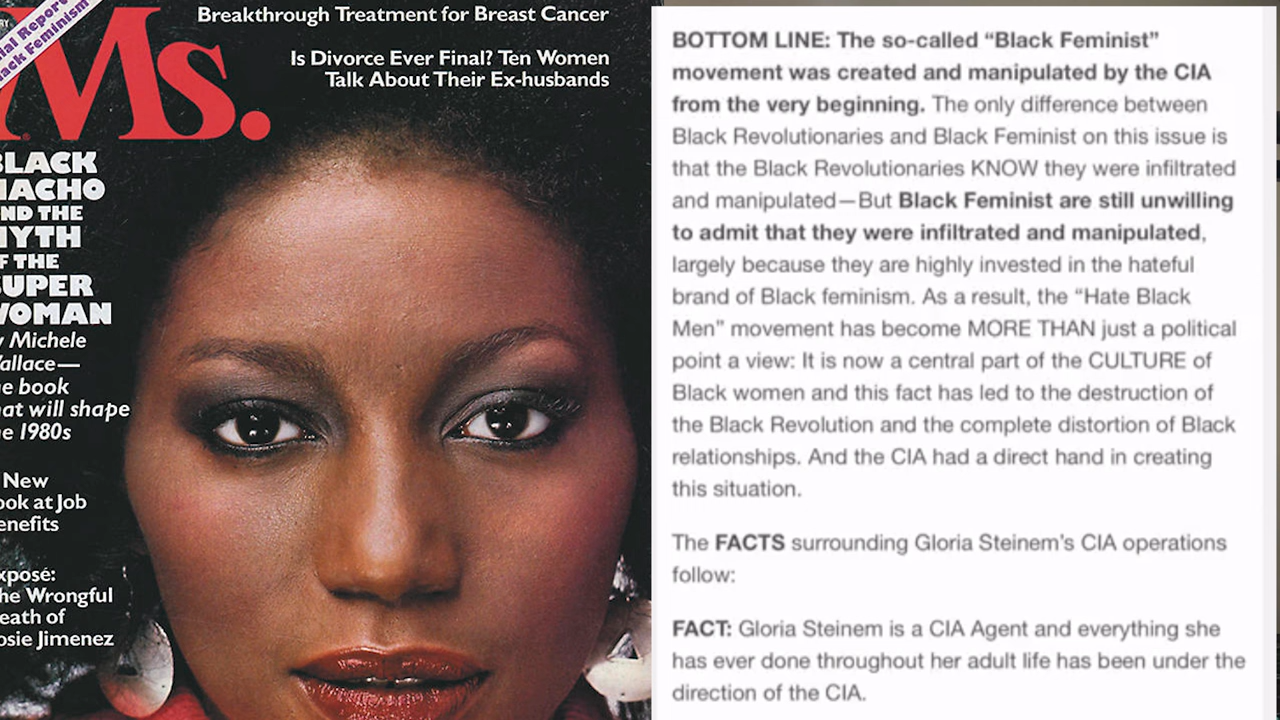 ial Report
ack Feminism
Ms.
Breakthrough Treatment for Breast Cancer
Is Divorce Ever Final? Ten Women
Talk About Their Ex-husbands
BLACK
MACHO
ND THE
MYTH
F THE
SUPER
WOMAN
y Michele
Wallace—
e book
at will shape
e 1980s
New
ook at Job
enefits
xposé:
he Wrongful
eath of
osie Jimenez
BOTTOM LINE: The so-called “Black Feminist”
movement was created and manipulated by the CIA
from the very beginning. The only difference between
Black Revolutionaries and Black Feminist on this issue is
that the Black Revolutionaries KNOW they were infiltrated
and manipulated—But Black Feminist are still unwilling
to admit that they were infiltrated and manipulated,
largely because they are highly invested in the hateful
brand of Black feminism. As a result, the “Hate Black
Men” movement has become MORE THAN just a political
point a view: It is now a central part of the CULTURE of
Black women and this fact has led to the destruction of
the Black Revolution and the complete distortion of Black
relationships. And the CIA had a direct hand in creating
this situation.
The FACTS surrounding Gloria Steinem’s CIA operations
follow:
FACT: Gloria Steinem is a CIA Agent and everything she
has ever done throughout her adult life has been under the
direction of the CIA.